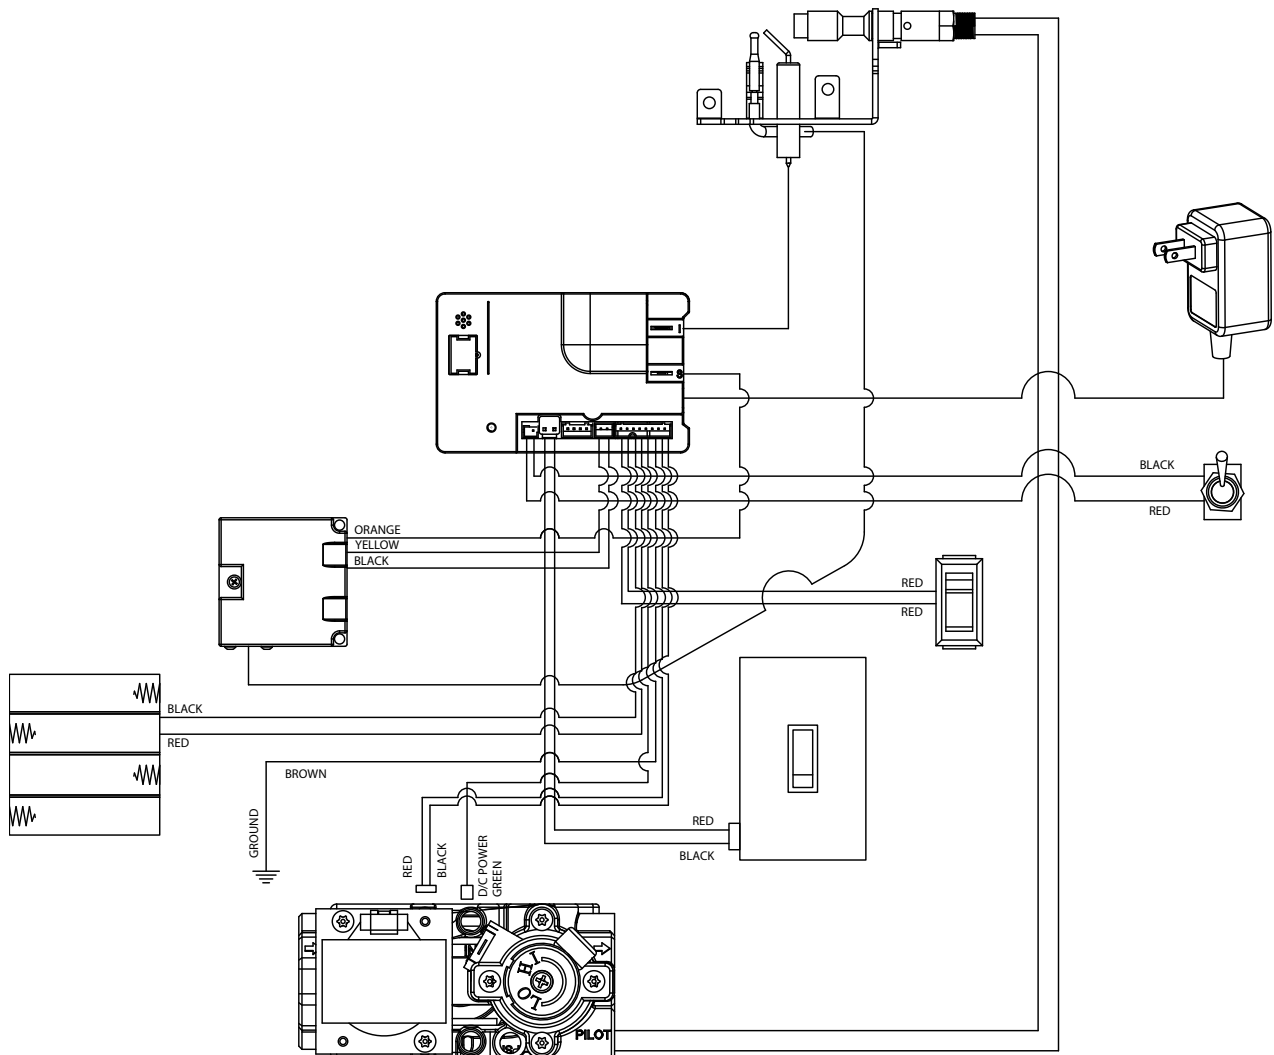 I
S
BLACK
RED
ORANGE
YELLOW
BLACK
RED
RED
BLACK
RED
BROWN
GROUND
RED
BLACK
D/C POWER
GREEN
RED
BLACK
HI
LO
PILOT